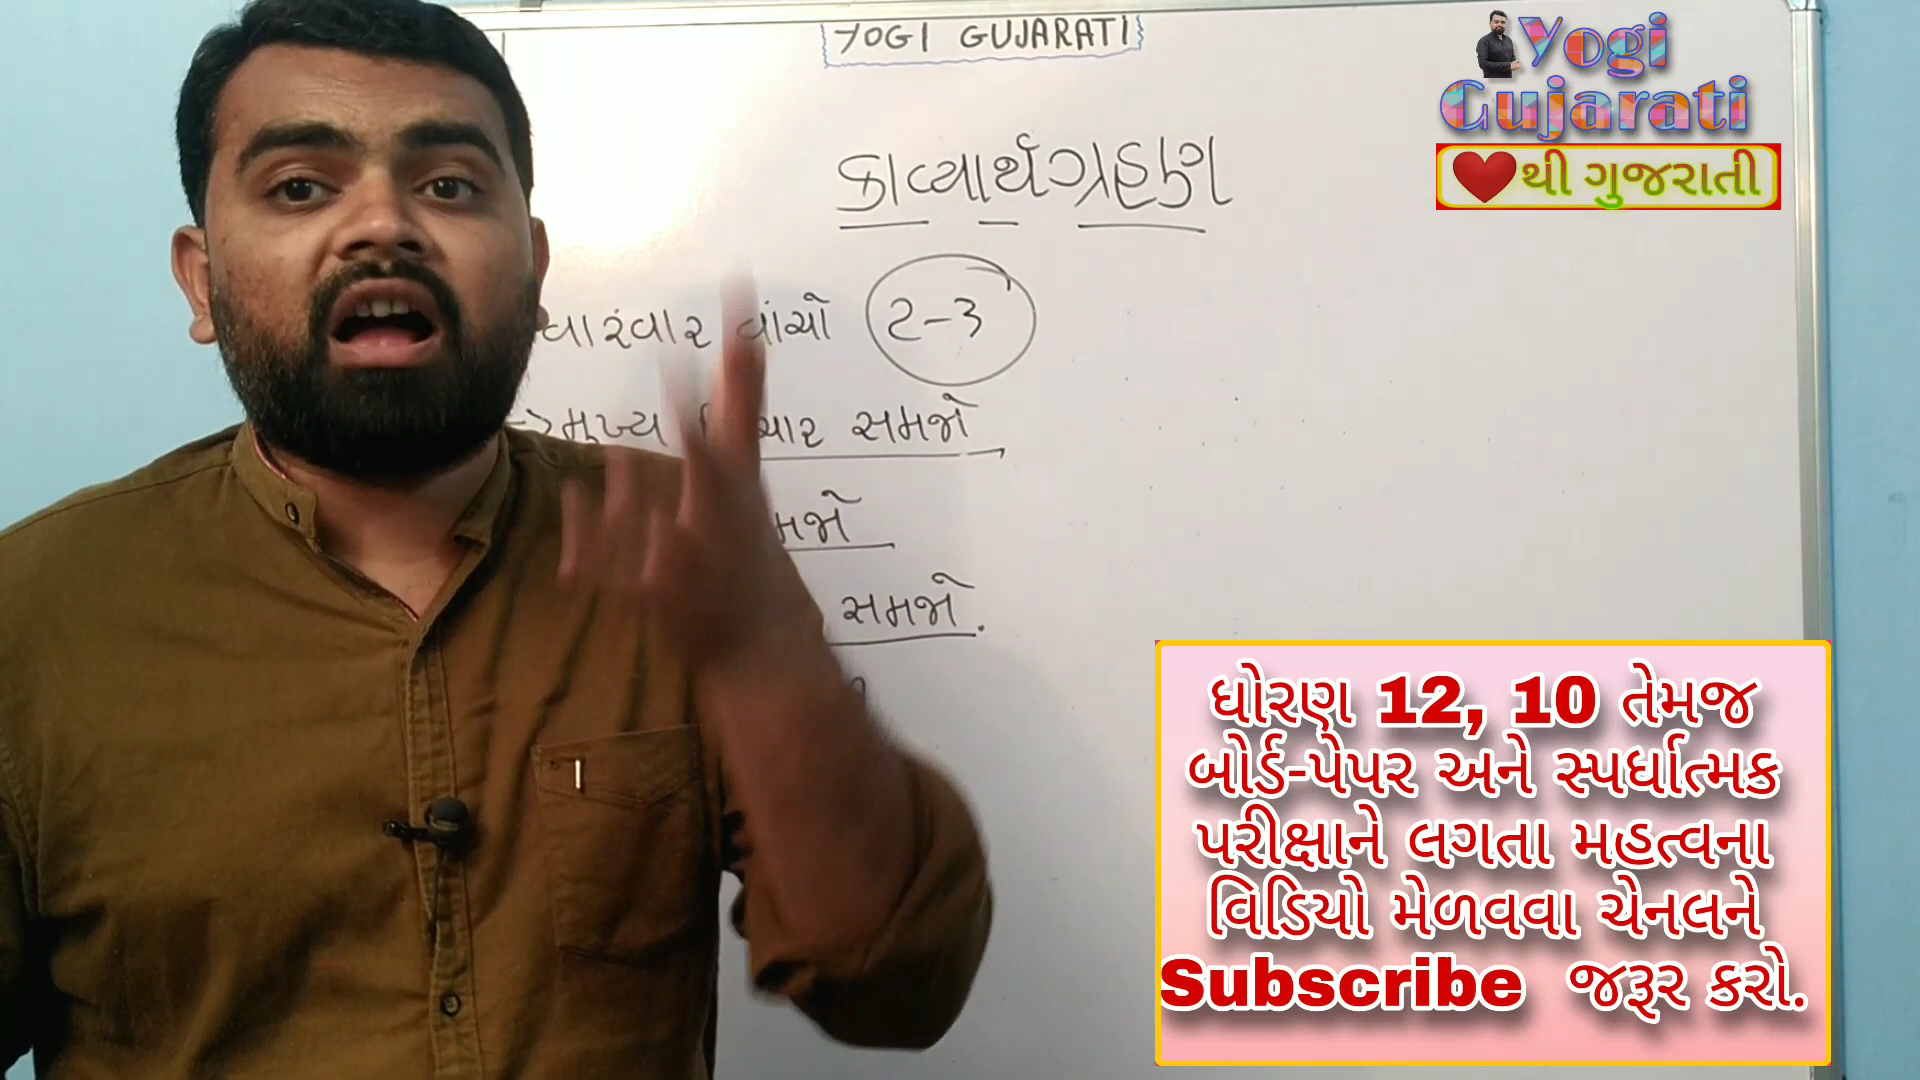 YOGI GUJARATI
Yogi
Gujarati
થી ગુજરાતી
કાવ્યાર્થગ્રહણ
વારંવાર વાંચો 2-3
→ મુખ્ય સમજો
સમજો.
ધોરણ 12, 10 તેમજ
બોર્ડ-પેપર અને સ્પર્ધાત્મક
પરીક્ષાને લગતા મહત્વના
વિડિયો મેળવવા ચેનલને
Subscribe જરૂર કરો.